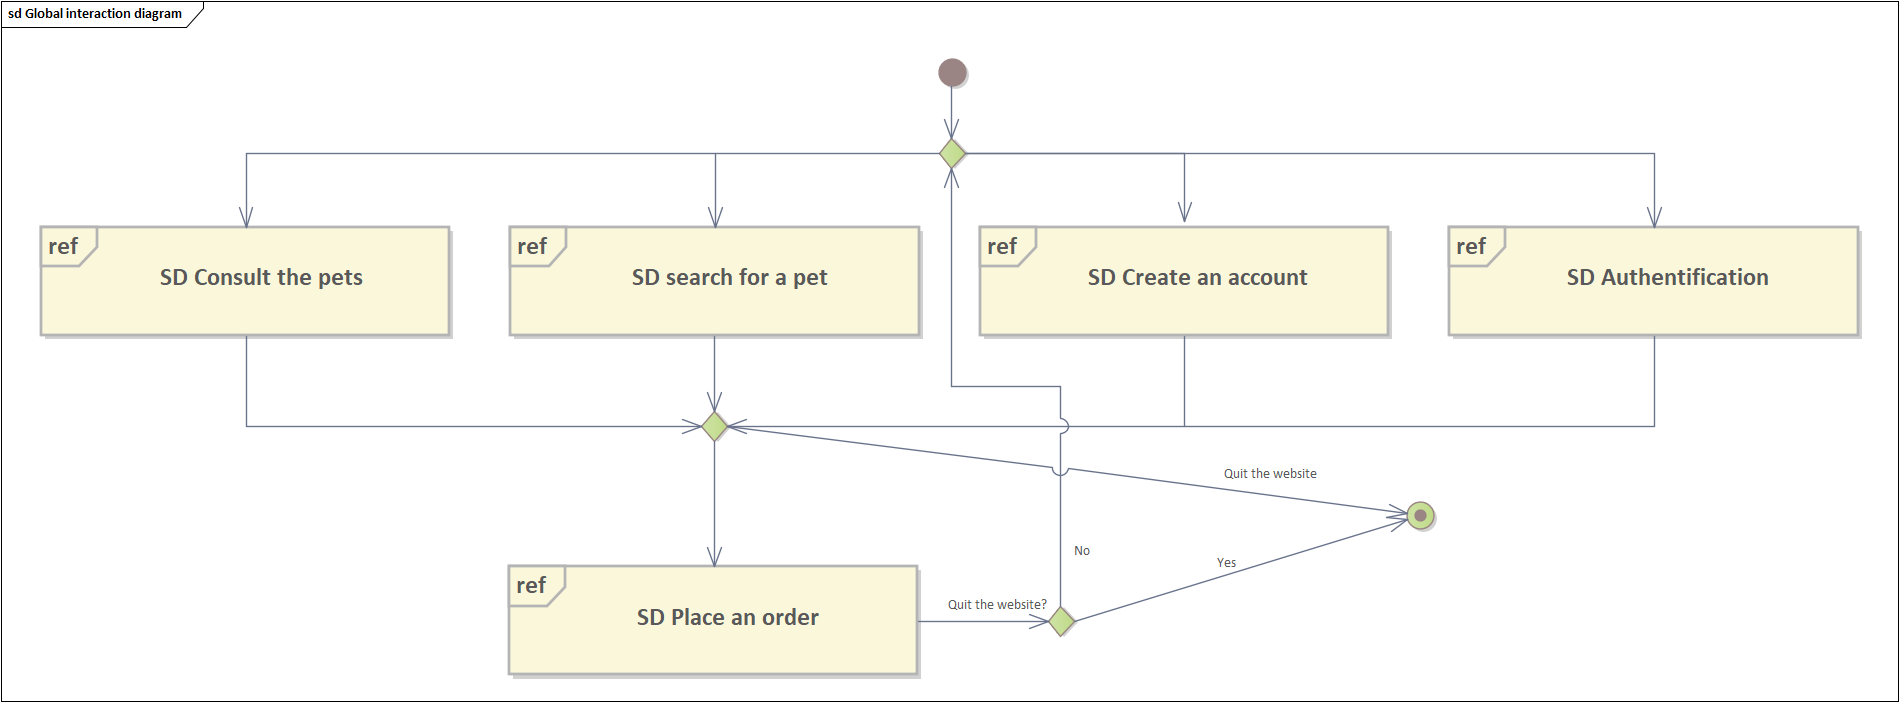 sd Global interaction diagram
ref
SD Consult the pets
ref
SD search for a pet
ref
SD Create an account
ref
SD Authentification
Quit the website
No
Yes
ref
SD Place an order
Quit the website?